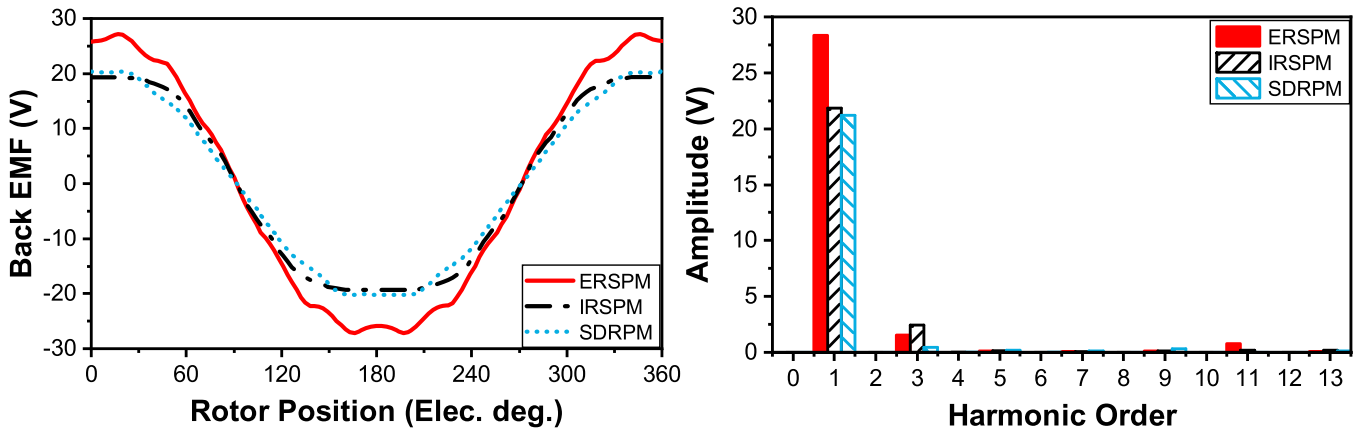 30
20
10
0
-10
-20
-30
Back EMF (V)
ERSPM
IRSPM
SDRPM
0 60 120 180 240 300 360
Rotor Position (Elec. deg.)
30
25
20
15
10
5
0
Amplitude (V)
ERSPM
IRSPM
SDRPM
0 1 2 3 4 5 6 7 8 9 10 11 12 13
Harmonic Order